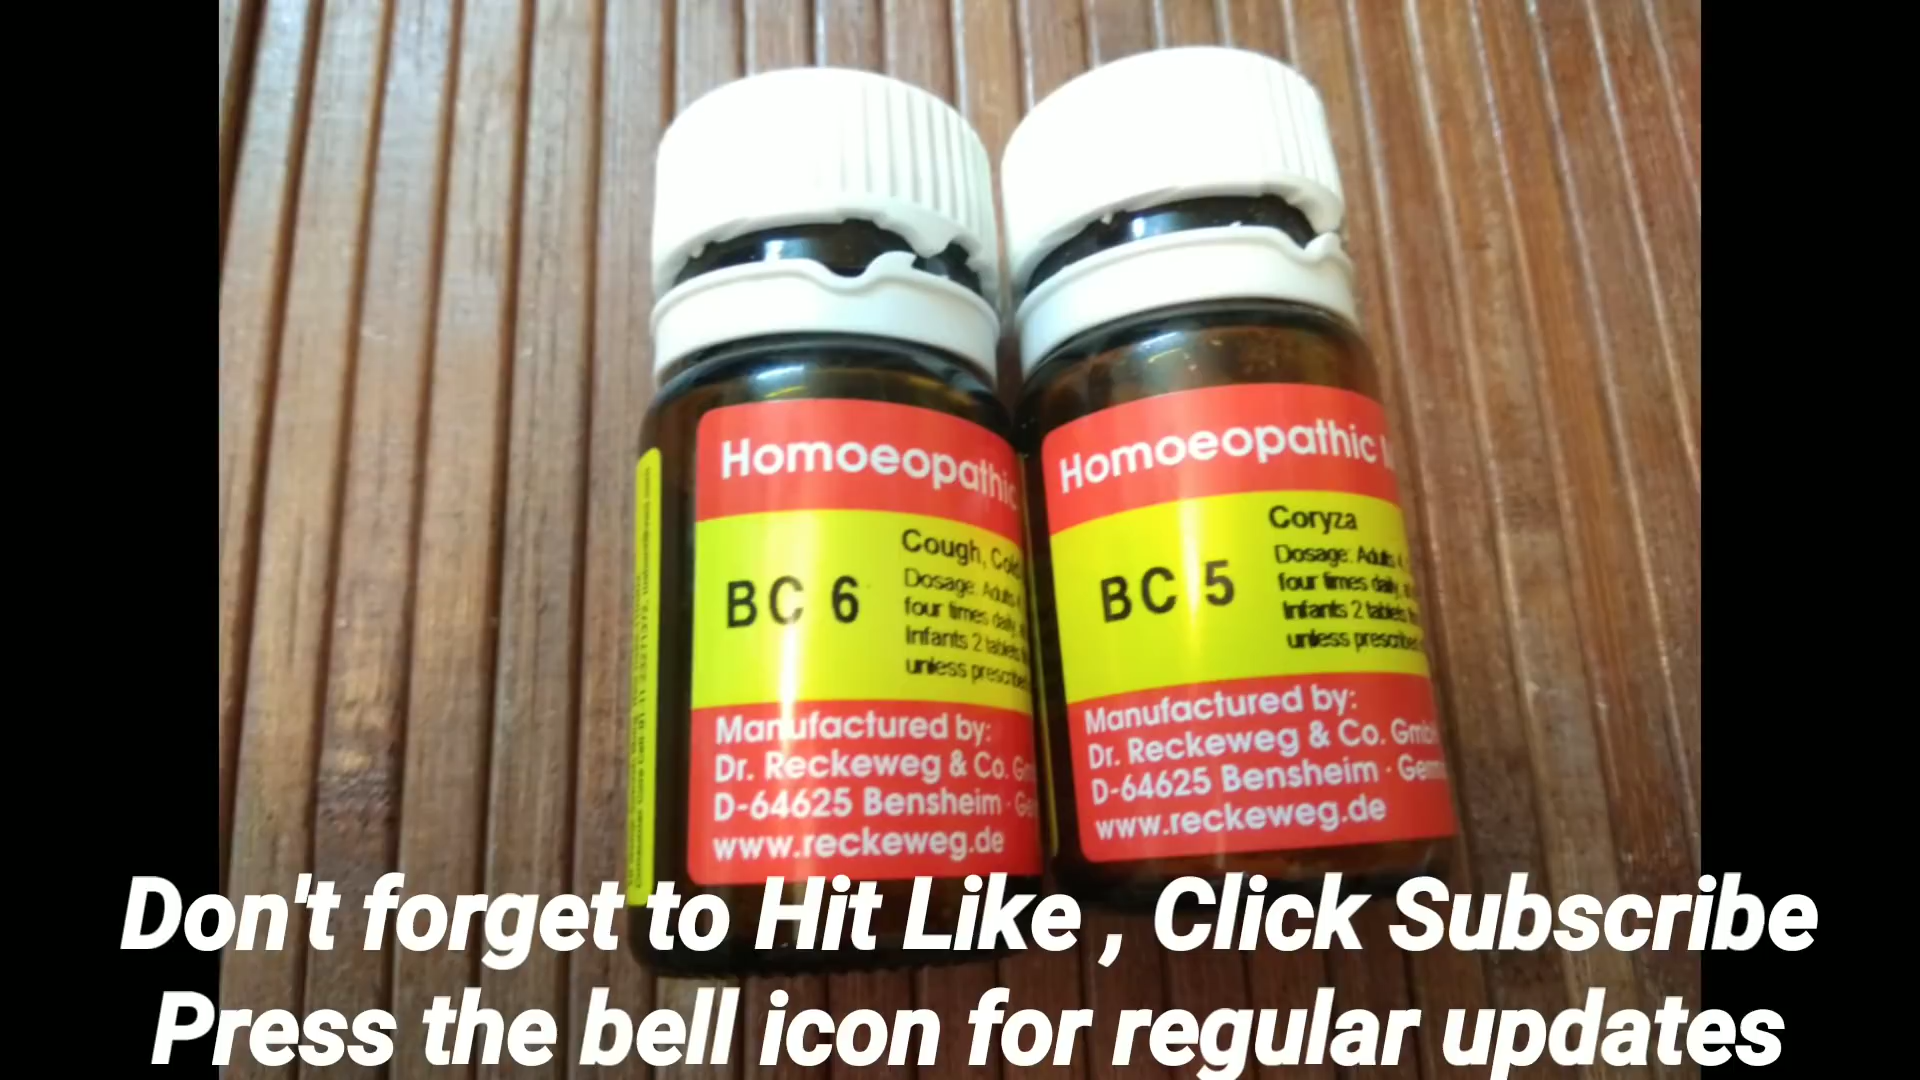 Homoeopathic
BC 6
Cough, Cold
Dosage: Adults 4
four times daily,
Infants 2 tablets
unless prescribed
Manufactured by:
Dr. Reckeweg & Co.
D-64625 Bensheim ·
www.reckeweg.de
Homoeopathic
BC 5
Coryza
Dosage: Adults 4
four times daily,
Infants 2 tablets
unless prescribed
Manufactured by:
Dr. Reckeweg & Co. Gmb
D-64625 Bensheim ·
www.reckeweg.de
Don't forget to Hit Like , Click Subscribe
Press the bell icon for regular updates